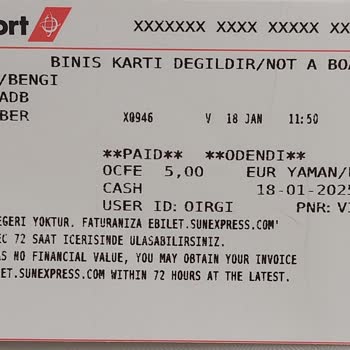 ort XXXXXXX XXXX XXXXX XX
BINIS KARTI DEGILDIR/NOT A BOA
/BENGI
ADB
BER X0946 V 18 JAN 11:50
**PAID** **ODENDI**
OCFE 5,00 EUR YAMAN/
CASH 18-01-2025
USER ID: OIRGI PNR: V
EGERI YOKTUR. FATURANIZA EBILET.SUNEXPRESS.COM'
EC 72 SAAT ICERISINDE ULASABILIRSINIZ.
AS NO FINANCIAL VALUE, YOU MAY OBTAIN YOUR INVOICE
LET.SUNEXPRESS.COM WITHIN 72 HOURS AT THE LATEST.